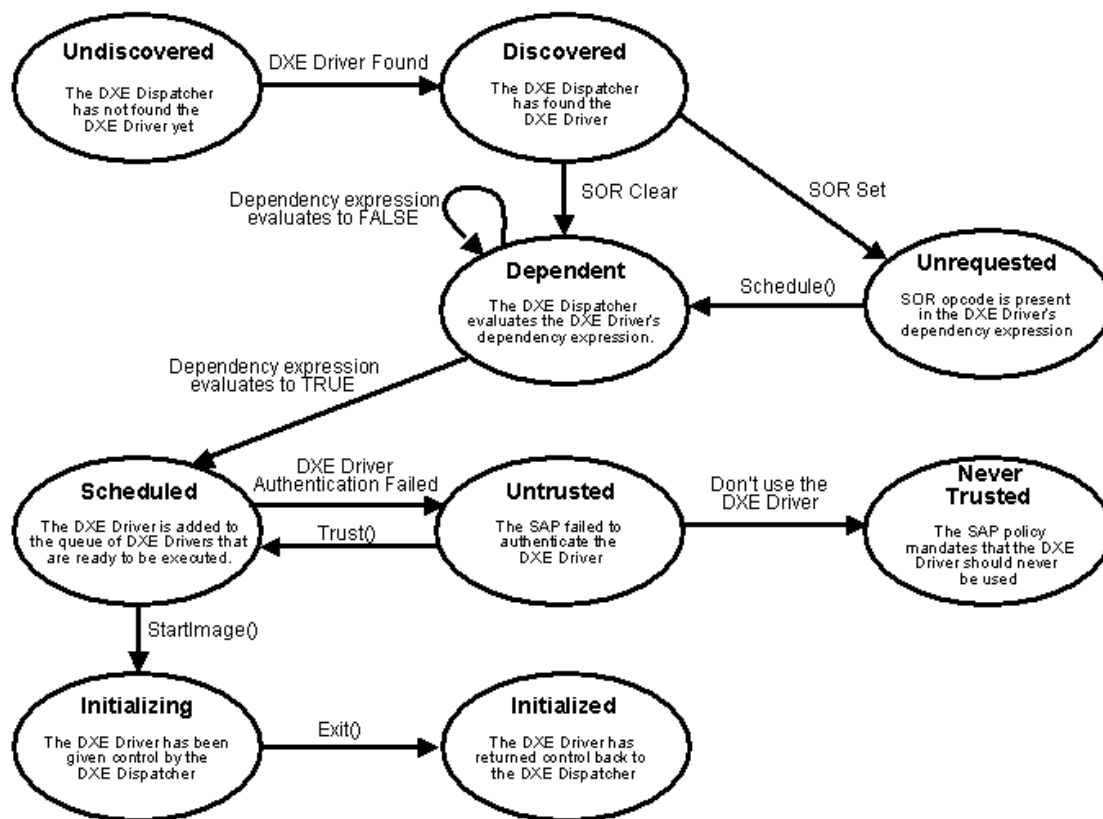 Undiscovered
The DXE Dispatcher
has not found the
DXE Driver yet
DXE Driver Found
Discovered
The DXE Dispatcher
has found the
DXE Driver
SOR Clear
SOR Set
Dependency expression
evaluates to FALSE
Dependent
The DXE Dispatcher
evaluates the DXE Driver's
dependency expression.
Schedule()
Unrequested
SOR opcode is present
in the DXE Driver's
dependency expression
Dependency expression
evaluates to TRUE
Scheduled
The DXE Driver is added to
the queue of DXE Drivers that
are ready to be executed.
DXE Driver
Authentication Failed
Trust()
Untrusted
The SAP failed to
authenticate the
DXE Driver
Don't use the
DXE Driver
Never
Trusted
The SAP policy
mandates that the DXE
Driver should never
be used
StartImage()
Initializing
The DXE Driver has been
given control by the
DXE Dispatcher
Exit()
Initialized
The DXE Driver has
returned control back to
the DXE Dispatcher